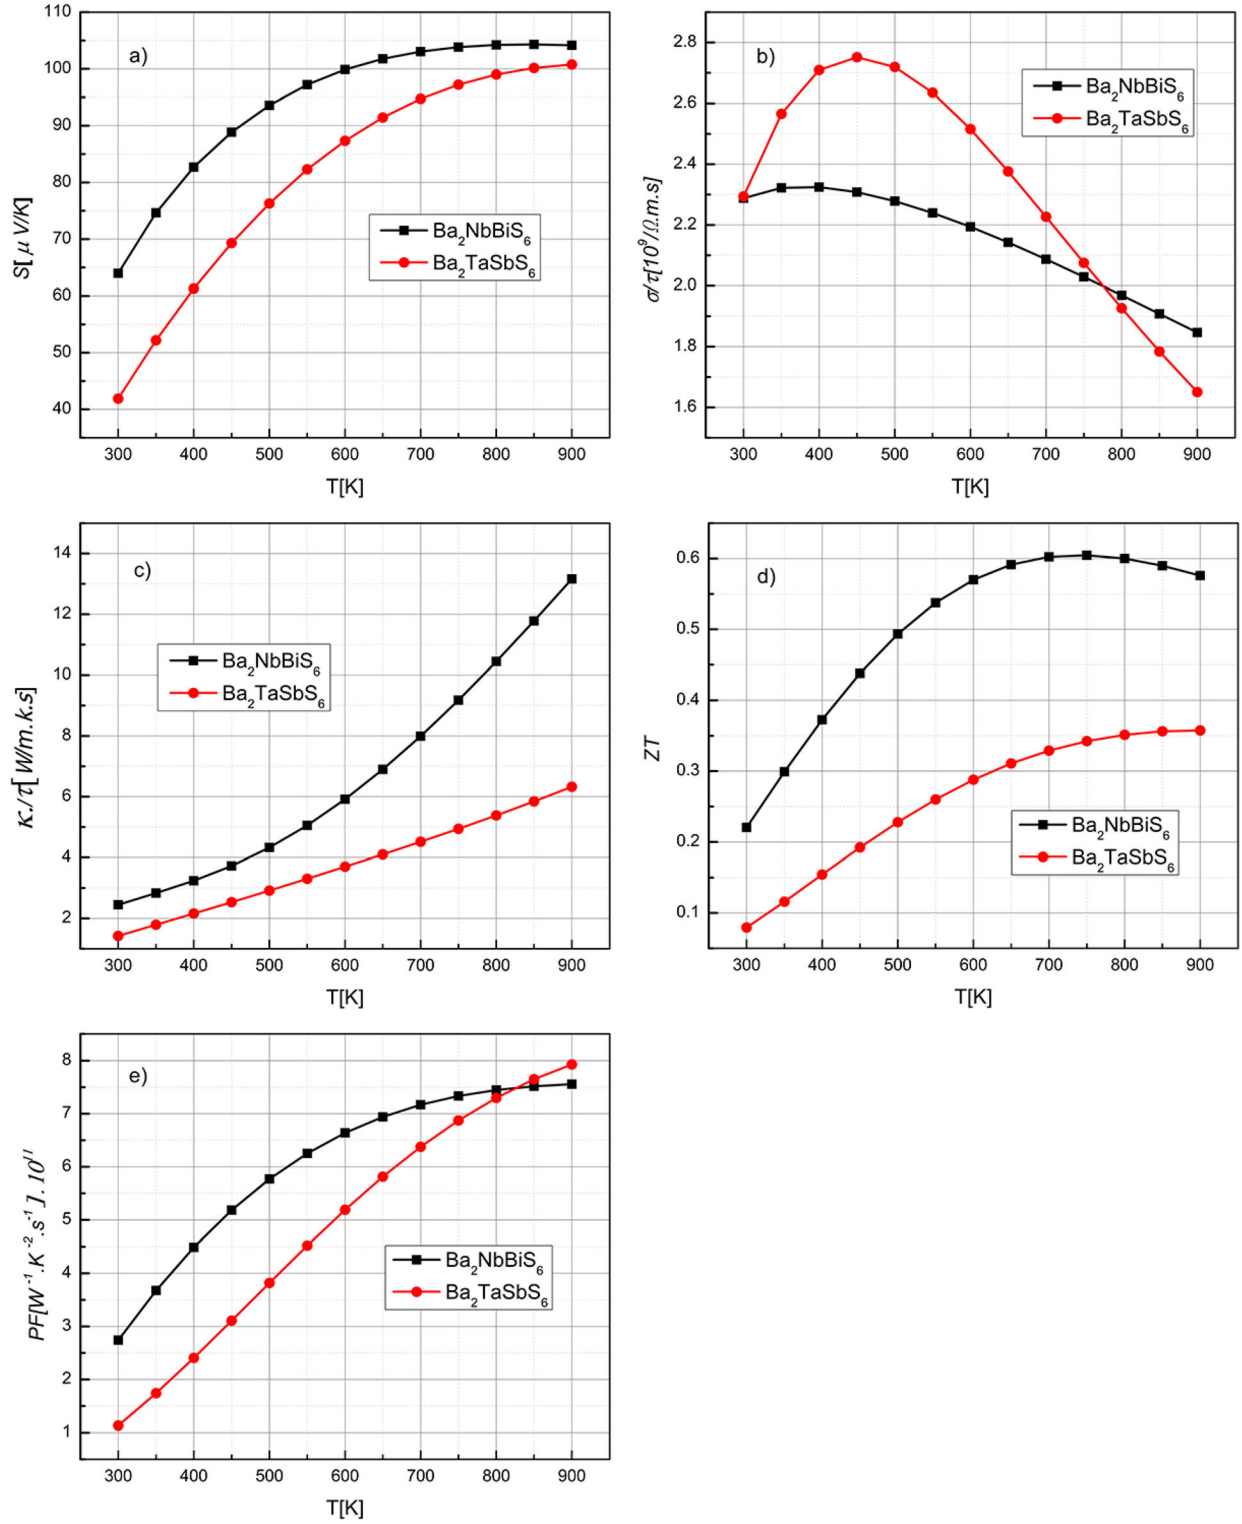 a)
S[ μ V/K]
110
100
90
80
70
60
50
40
Ba₂NbBiS₆
Ba₂TaSbS₆
300 400 500 600 700 800 900
T[K]
b)
σ/τ[10⁹/Ω.m.s]
2.8
2.6
2.4
2.2
2.0
1.8
1.6
Ba₂NbBiS₆
Ba₂TaSbS₆
300 400 500 600 700 800 900
T[K]
c)
K./τ[W/m.k.s]
14
12
10
8
6
4
2
Ba₂NbBiS₆
Ba₂TaSbS₆
300 400 500 600 700 800 900
T[K]
d)
ZT
0.6
0.5
0.4
0.3
0.2
0.1
Ba₂NbBiS₆
Ba₂TaSbS₆
300 400 500 600 700 800 900
T[K]
e)
PF[W⁻¹.K⁻².s⁻¹]. 10¹¹
8
7
6
5
4
3
2
1
Ba₂NbBiS₆
Ba₂TaSbS₆
300 400 500 600 700 800 900
T[K]